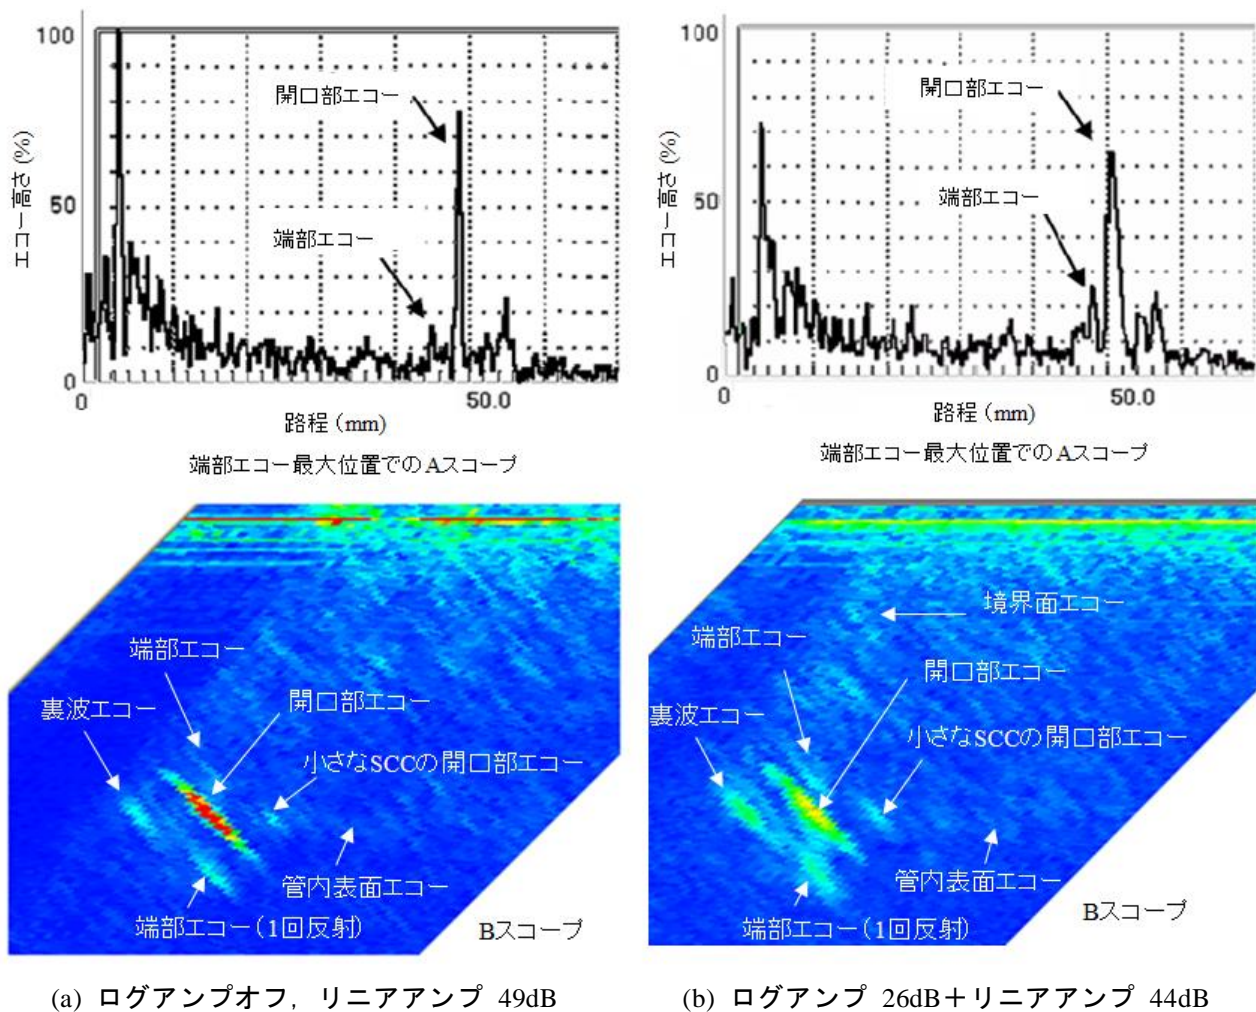 100
エコー高さ (%)
50
0
0
50.0
路程 (mm)
開口部エコー
端部エコー
端部エコー最大位置でのAスコープ
100
エコー高さ (%)
50
0
0
50.0
路程 (mm)
開口部エコー
端部エコー
端部エコー最大位置でのAスコープ
端部エコー
裏波エコー
開口部エコー
小さなSCCの開口部エコー
管内表面エコー
端部エコー(1回反射)
Bスコープ
境界面エコー
端部エコー
開口部エコー
裏波エコー
小さなSCCの開口部エコー
管内表面エコー
端部エコー(1回反射)
Bスコープ
(a) ログアンプオフ, リニアアンプ 49dB
(b) ログアンプ 26dB+リニアアンプ 44dB